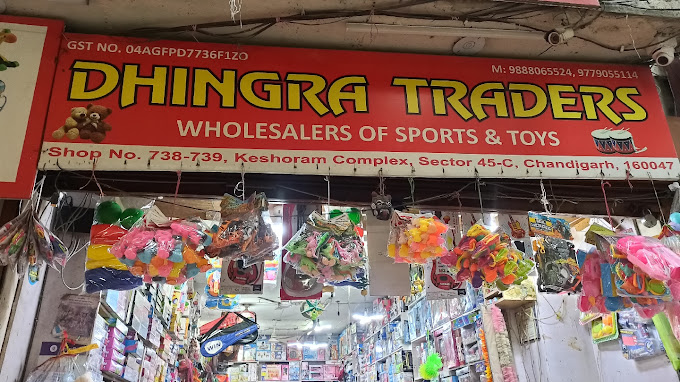 GST NO. 04AGFPD7736F1ZO
M: 9888065524, 9779055114
DHINGRA TRADERS
WHOLESALERS OF SPORTS & TOYS
Shop No. 738-739, Keshoram Complex, Sector 45-C, Chandigarh, 160047
WIN